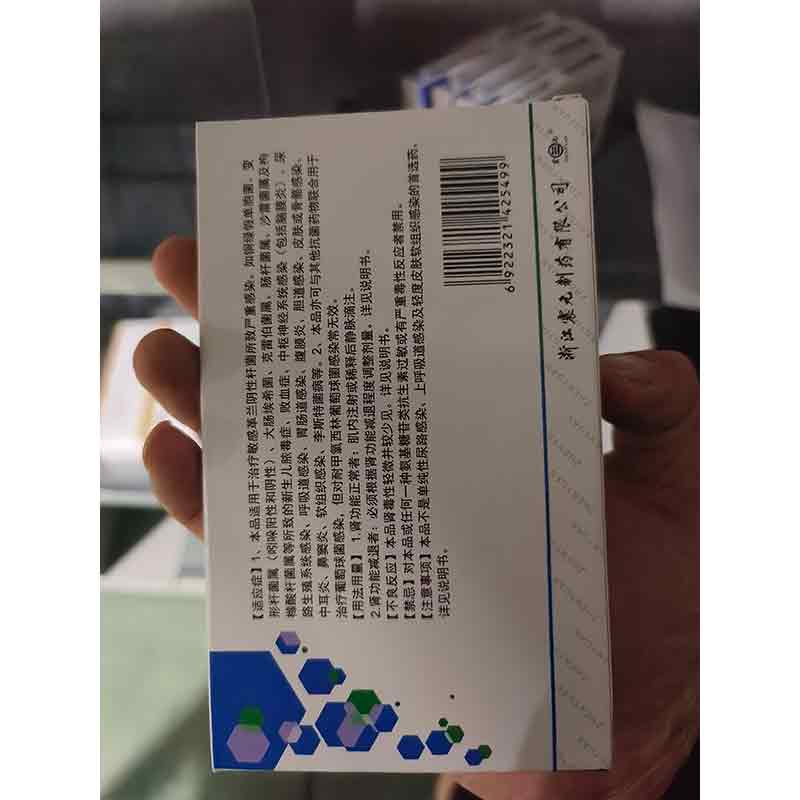 【适应症】1、本品适用于治疗敏感革兰阴性杆菌所致严重感染。如铜绿假单胞菌、变
形杆菌属（吲哚阳性和阴性）、大肠埃希菌、克雷伯菌属、肠杆菌属、沙雷菌属及枸
橼酸杆菌属等所致的新生儿脓毒症、败血症、中枢神经系统感染（包括脑膜炎）、尿
路生殖系统感染、呼吸道感染、胃肠道感染、腹膜炎、胆道感染、皮肤或骨骼感染、
中耳炎、鼻窦炎、软组织感染、李斯特菌病等。2、本品亦可与其他抗菌药物联合用于
治疗葡萄球菌感染，但对耐甲氧西林葡萄球菌感染常无效。
【用法用量】1.肾功能正常者：肌内注射或稀释后静脉滴注。
2.肾功能减退者：必须根据肾功能减退程度调整剂量，详见说明书。
【不良反应】本品肾毒性轻微并较少见，详见说明书。
【禁忌】对本品或任何一种氨基糖苷类抗生素过敏或有严重毒性反应者禁用。
【注意事项】本品不是单纯性尿路感染、上呼吸道感染及轻度皮肤软组织感染的首选药。
详见说明书。
6 922321 425499
浙江寰九制药有限公司